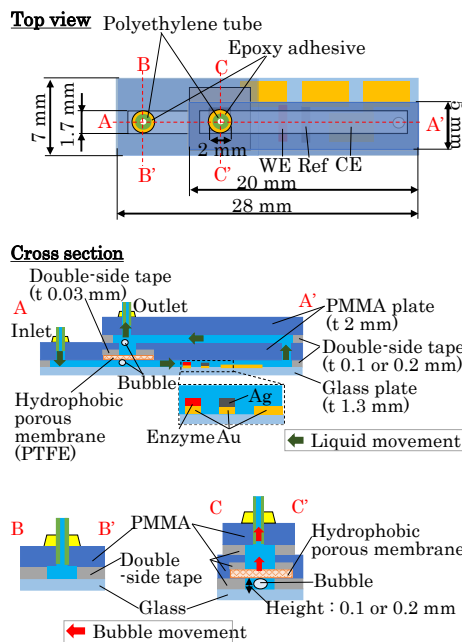 Top view
Polyethylene tube
Epoxy adhesive
B
C
7 mm
1.7 mm
A
A'
5 mm
2 mm
WE Ref CE
B'
C'
20 mm
28 mm
Cross section
Double-side tape
(t 0.03 mm)
A
Outlet
A'
Inlet
PMMA plate
(t 2 mm)
Double-side tape
(t 0.1 or 0.2 mm)
Bubble
Glass plate
(t 1.3 mm)
Hydrophobic
porous
membrane
(PTFE)
Ag
Enzyme Au
Liquid movement
B
B'
PMMA
C
C'
Hydrophobic
porous membrane
Double
-side tape
Bubble
Glass
Height : 0.1 or 0.2 mm
Bubble movement